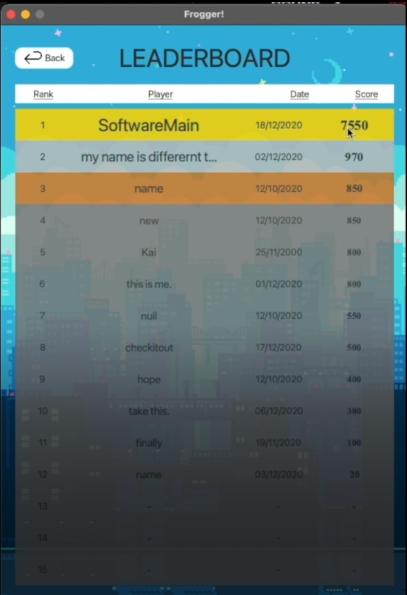 Frogger!
Back
LEADERBOARD
Rank Player Date Score
1 SoftwareMain 18/12/2020 7550
2 my name is differernt t... 02/12/2020 970
3 name 12/10/2020 850
4 new 12/10/2020 850
5 Kai 25/11/2000 800
6 this is me. 01/12/2020 800
7 null 12/10/2020 550
8 checkitout 17/12/2020 500
9 hope 12/10/2020 400
10 take this. 06/12/2020 380
11 finally 19/11/2020 100
12 name 03/12/2020 20
13 - - -
14 - - -
15 - - -